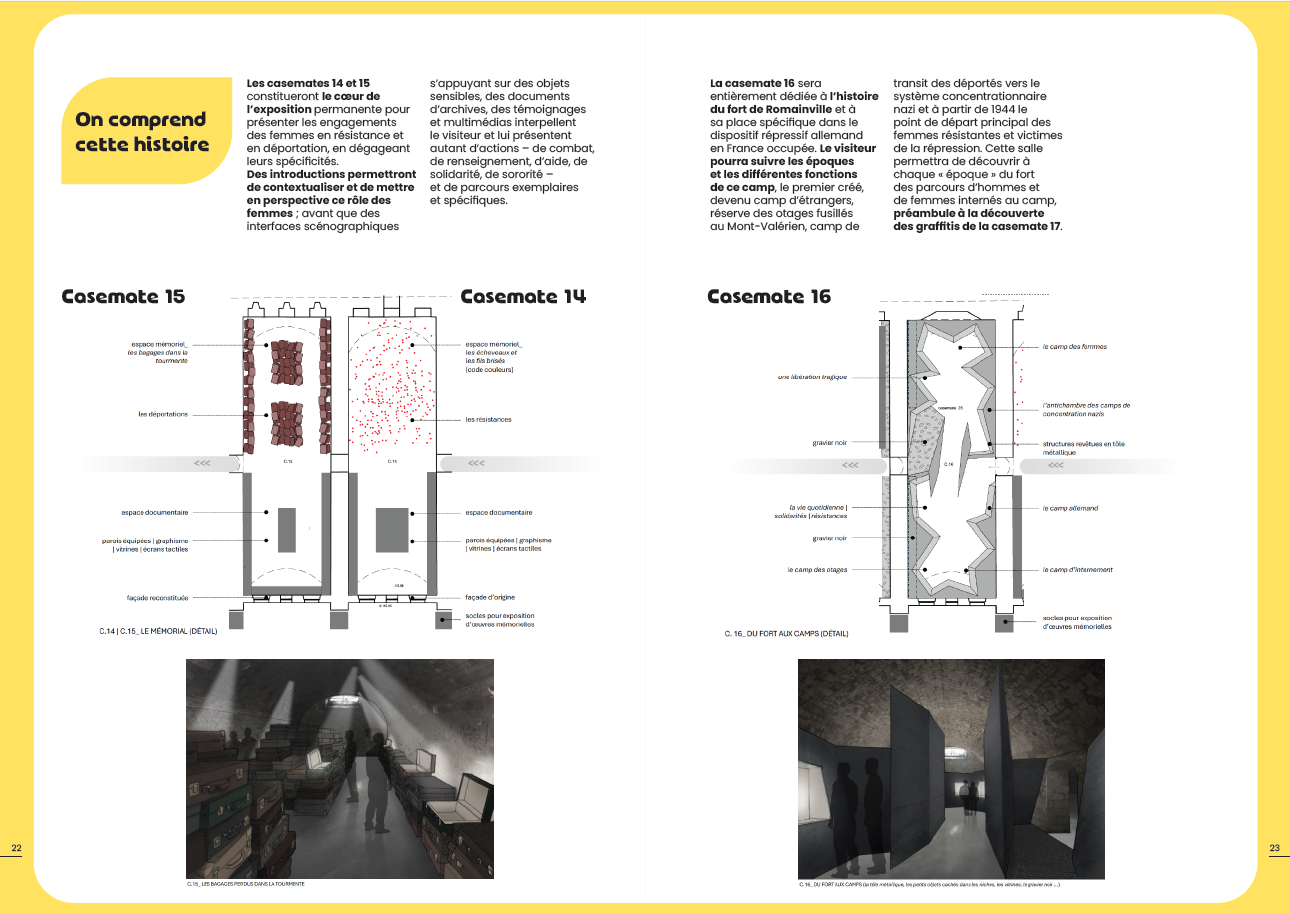 On comprend
cette histoire
Les casemates 14 et 15
constitueront le cœur de
l'exposition permanente pour
présenter les engagements
des femmes en résistance et
en déportation, en dégageant
leurs spécificités.
Des introductions permettront
de contextualiser et de mettre
en perspective ce rôle des
femmes ; avant que des
interfaces scénographiques
s'appuyant sur des objets
sensibles, des documents
d'archives, des témoignages
et multimédias interpellent
le visiteur et lui présentent
autant d'actions – de combat,
de renseignement, d'aide, de
solidarité, de sororité –
et de parcours exemplaires
et spécifiques.
Casemate 15
Casemate 14
espace mémoriel_
les bagages dans la
tourmente
les déportations
C.15
<<<
espace documentaire
parois équipées | graphisme
| vitrines | écrans tactiles
façade reconstituée
C.14 | C.15_ LE MÉMORIAL (DÉTAIL)
espace mémoriel_
les écheveaux et
les fils brisés
(code couleurs)
les résistances
C.14
<<<
espace documentaire
parois équipées | graphisme
| vitrines | écrans tactiles
façade d'origine
socles pour exposition
d'œuvres mémorielles
C.15_ LES BAGAGES PERDUS DANS LA TOURMENTE
22
La casemate 16 sera
entièrement dédiée à l'histoire
du fort de Romainville et à
sa place spécifique dans le
dispositif répressif allemand
en France occupée. Le visiteur
pourra suivre les époques
et les différentes fonctions
de ce camp, le premier créé,
devenu camp d'étrangers,
réserve des otages fusillés
au Mont-Valérien, camp de
transit des déportés vers le
système concentrationnaire
nazi et à partir de 1944 le
point de départ principal des
femmes résistantes et victimes
de la répression. Cette salle
permettra de découvrir à
chaque « époque » du fort
des parcours d'hommes et
de femmes internés au camp,
préambule à la découverte
des graffitis de la casemate 17.
Casemate 16
une libération tragique
gravier noir
<<<
la vie quotidienne |
solidarités | résistances
gravier noir
le camp des otages
C. 16_ DU FORT AUX CAMPS (DÉTAIL)
C.16
le camp des femmes
l'antichambre des camps de
concentration nazis
structures revêtues en tôle
métallique
<<<
le camp allemand
le camp d'internement
socles pour exposition
d'œuvres mémorielles
C. 16_ DU FORT AUX CAMPS (la tôle métallique, les petits objets cachés dans les niches, les vitrines, le gravier noir ...)
23